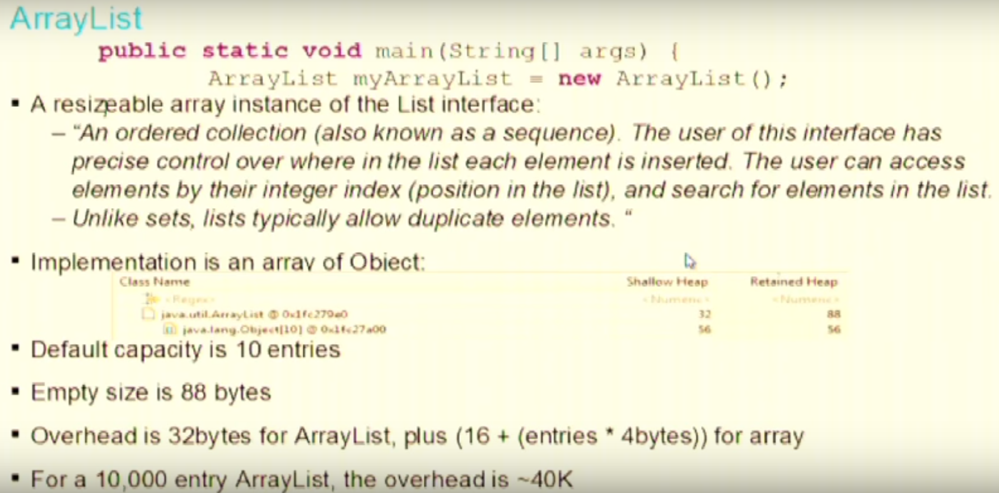 ArrayList
public static void main(String[] args) {
ArrayList myArrayList = new ArrayList();
▪ A resizeable array instance of the List interface:
– “An ordered collection (also known as a sequence). The user of this interface has
precise control over where in the list each element is inserted. The user can access
elements by their integer index (position in the list), and search for elements in the list.
– Unlike sets, lists typically allow duplicate elements. “
▪ Implementation is an array of Object:
Class Name Shallow Heap Retained Heap
<Regex> <Numeric> <Numeric>
java.util.ArrayList @ 0x1fc279e0 32 88
java.lang.Object[10] @ 0x1fc27a00 56 56
▪ Default capacity is 10 entries
▪ Empty size is 88 bytes
▪ Overhead is 32bytes for ArrayList, plus (16 + (entries * 4bytes)) for array
▪ For a 10,000 entry ArrayList, the overhead is ~40K